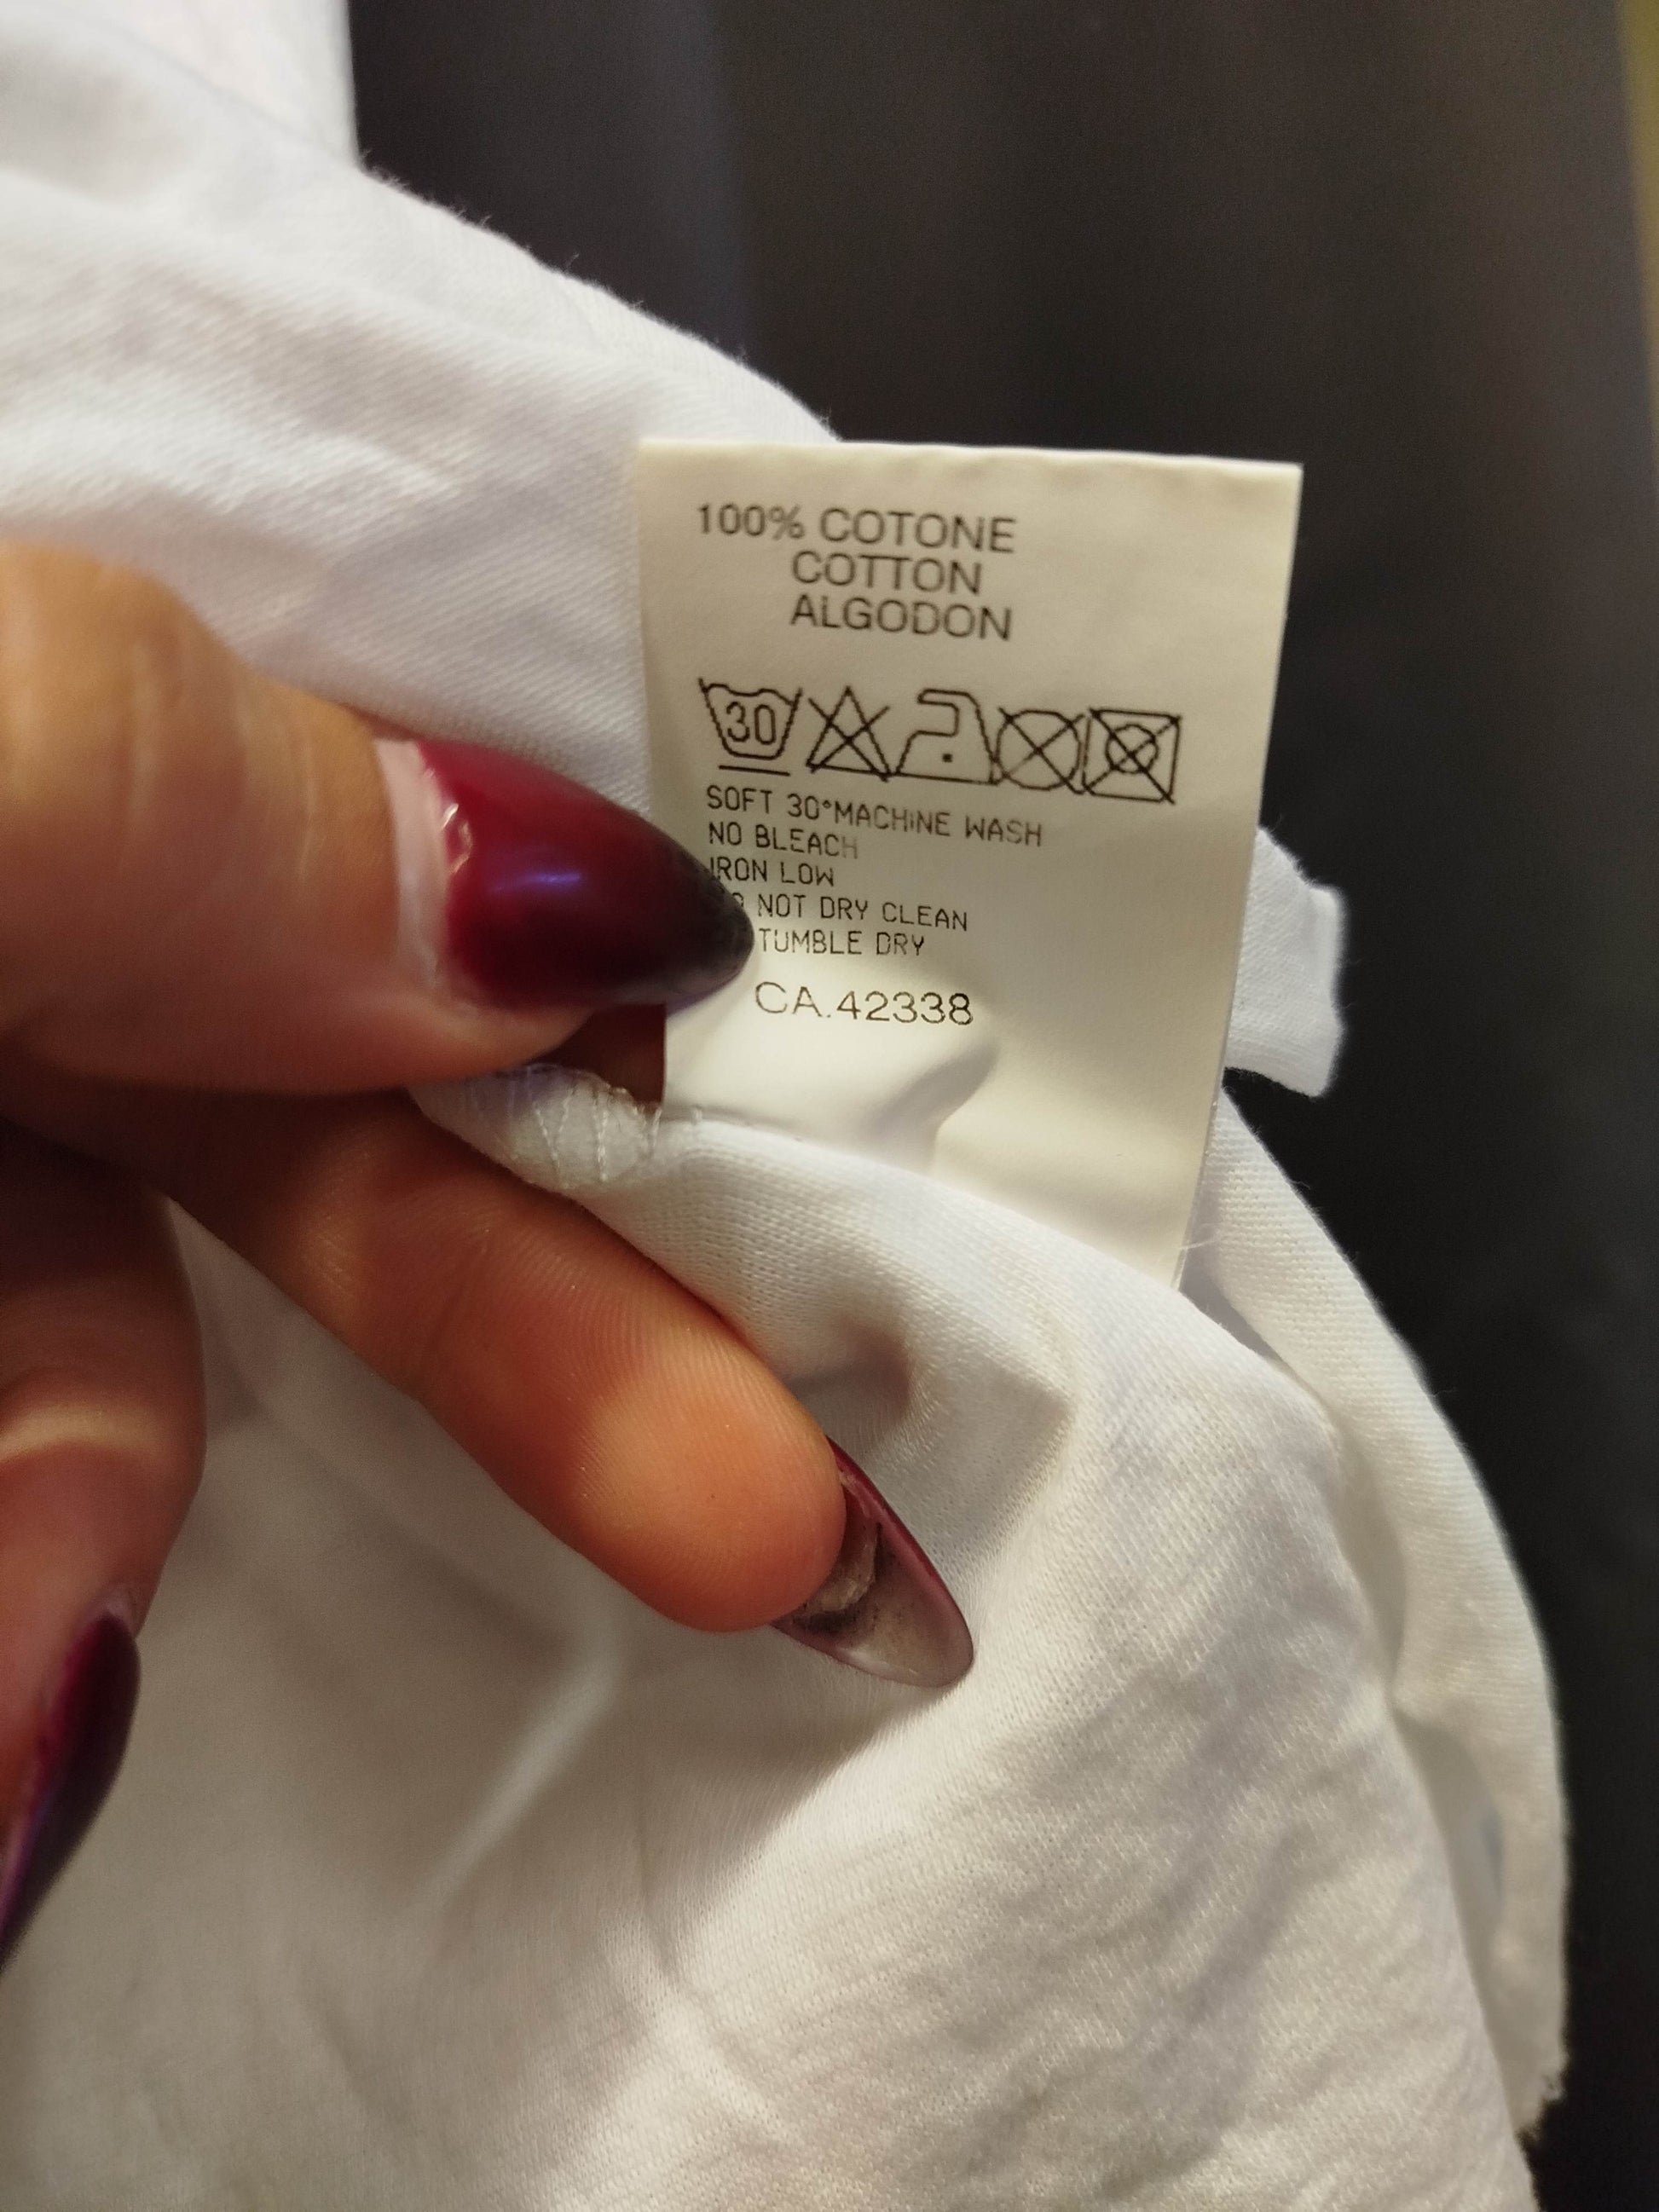 100% COTONE
COTTON
ALGODON
30
SOFT 30°MACHINE WASH
NO BLEACH
IRON LOW
NOT DRY CLEAN
TUMBLE DRY
CA.42338